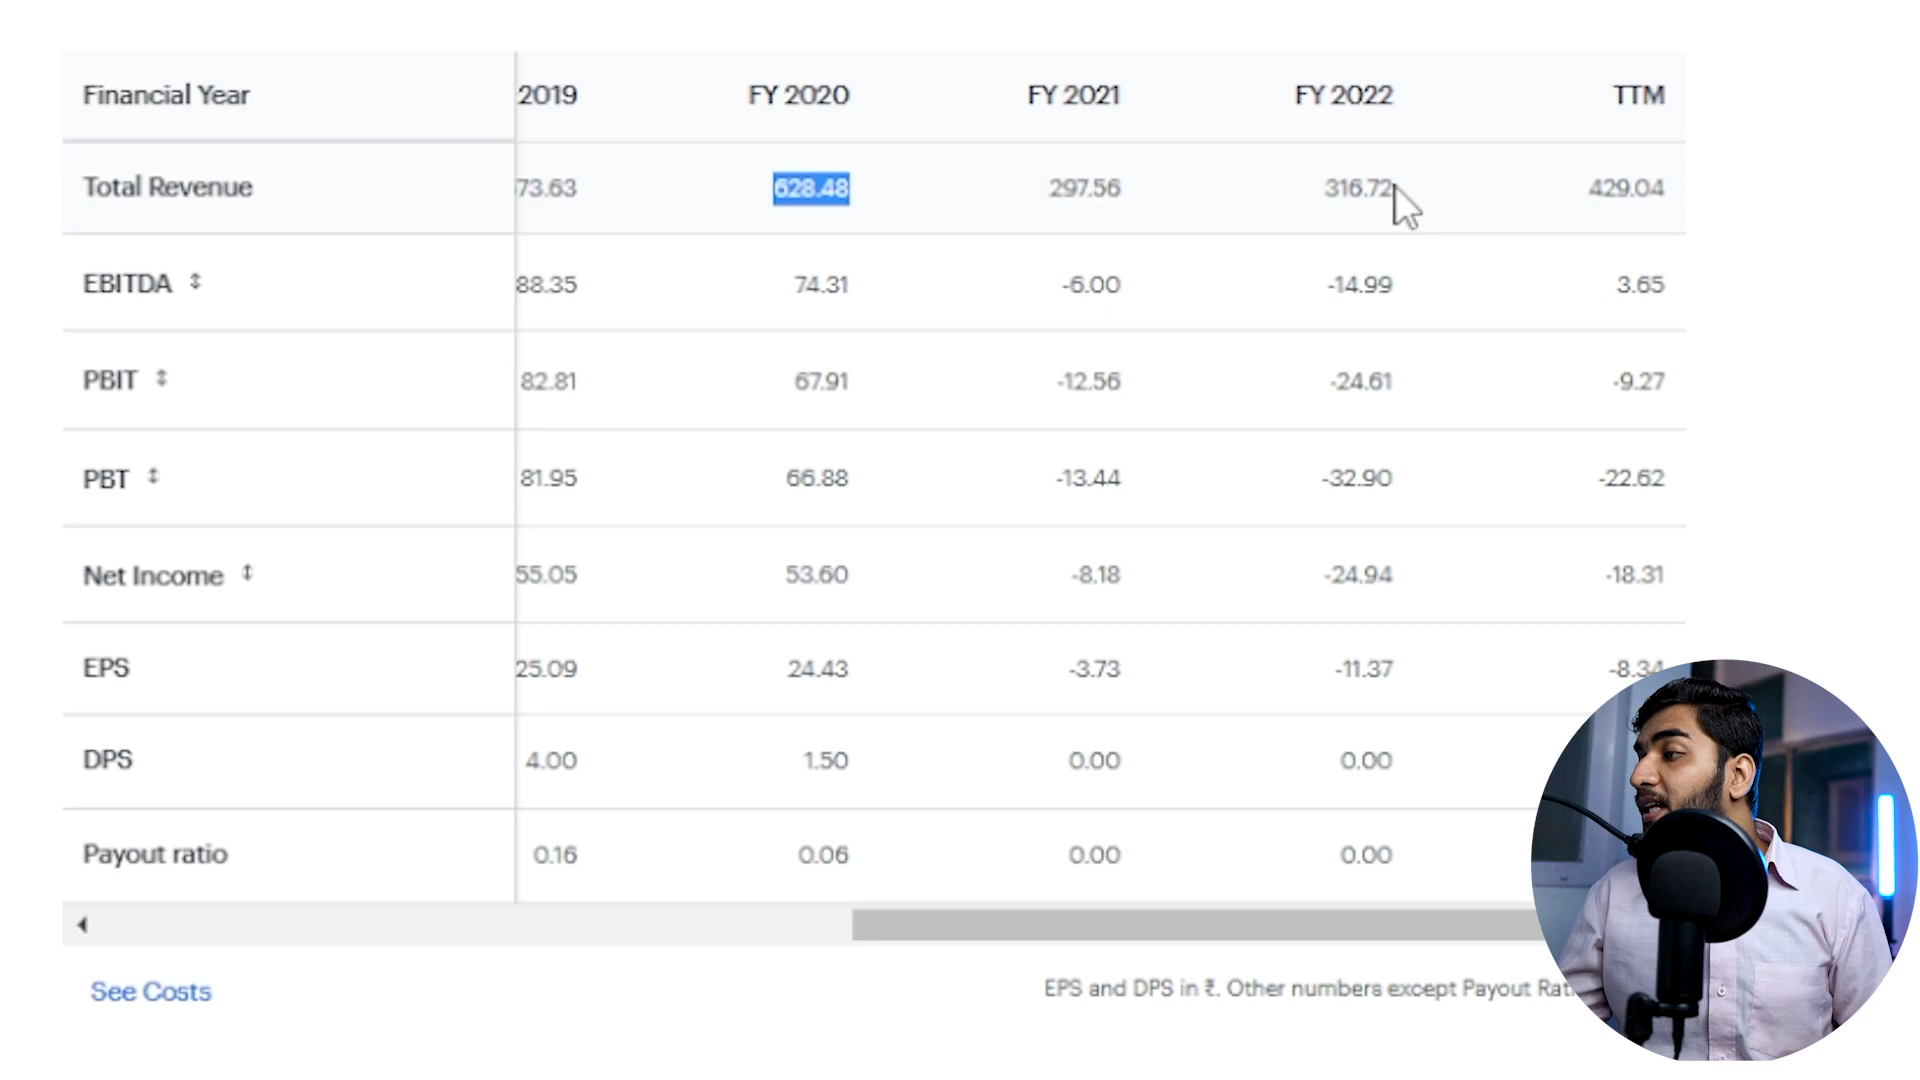 Financial Year 2019 FY 2020 FY 2021 FY 2022 TTM
Total Revenue 73.63 628.48 297.56 316.72 429.04
EBITDA 88.35 74.31 -6.00 -14.99 3.65
PBIT 82.81 67.91 -12.56 -24.61 -9.27
PBT 81.95 66.88 -13.44 -32.90 -22.62
Net Income 55.05 53.60 -8.18 -24.94 -18.31
EPS 25.09 24.43 -3.73 -11.37 -8.34
DPS 4.00 1.50 0.00 0.00
Payout ratio 0.16 0.06 0.00 0.00
See Costs
EPS and DPS in ₹. Other numbers except Payout